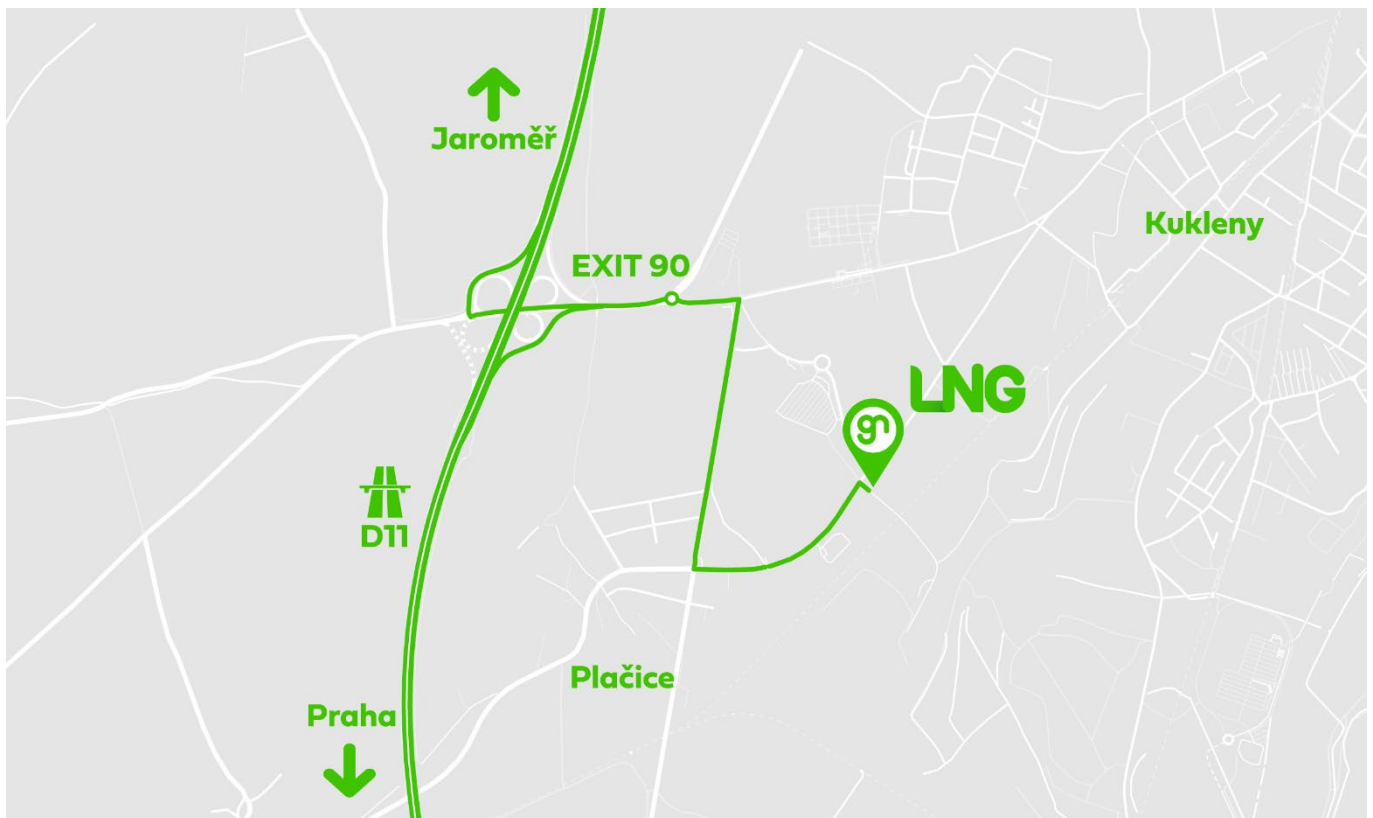 Jaroměř
Kukleny
EXIT 90
LNG
gn
D11
Plačice
Praha